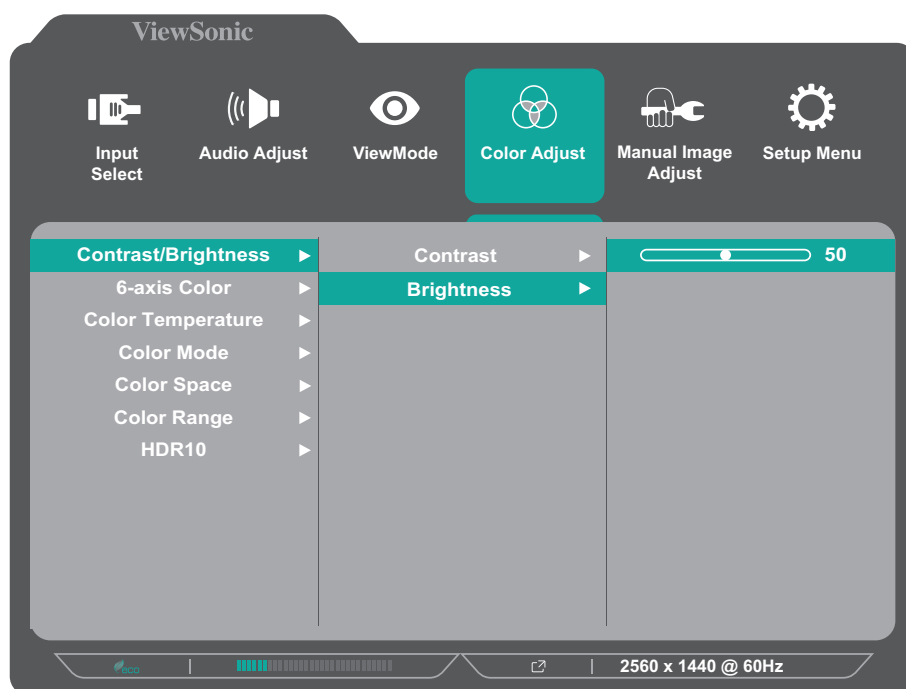 ViewSonic
Input
Select
Audio Adjust
ViewMode
Color Adjust
Manual Image
Adjust
Setup Menu
Contrast/Brightness
Contrast
50
6-axis Color
Brightness
Color Temperature
Color Mode
Color Space
Color Range
HDR10
eco
2560 x 1440 @ 60Hz